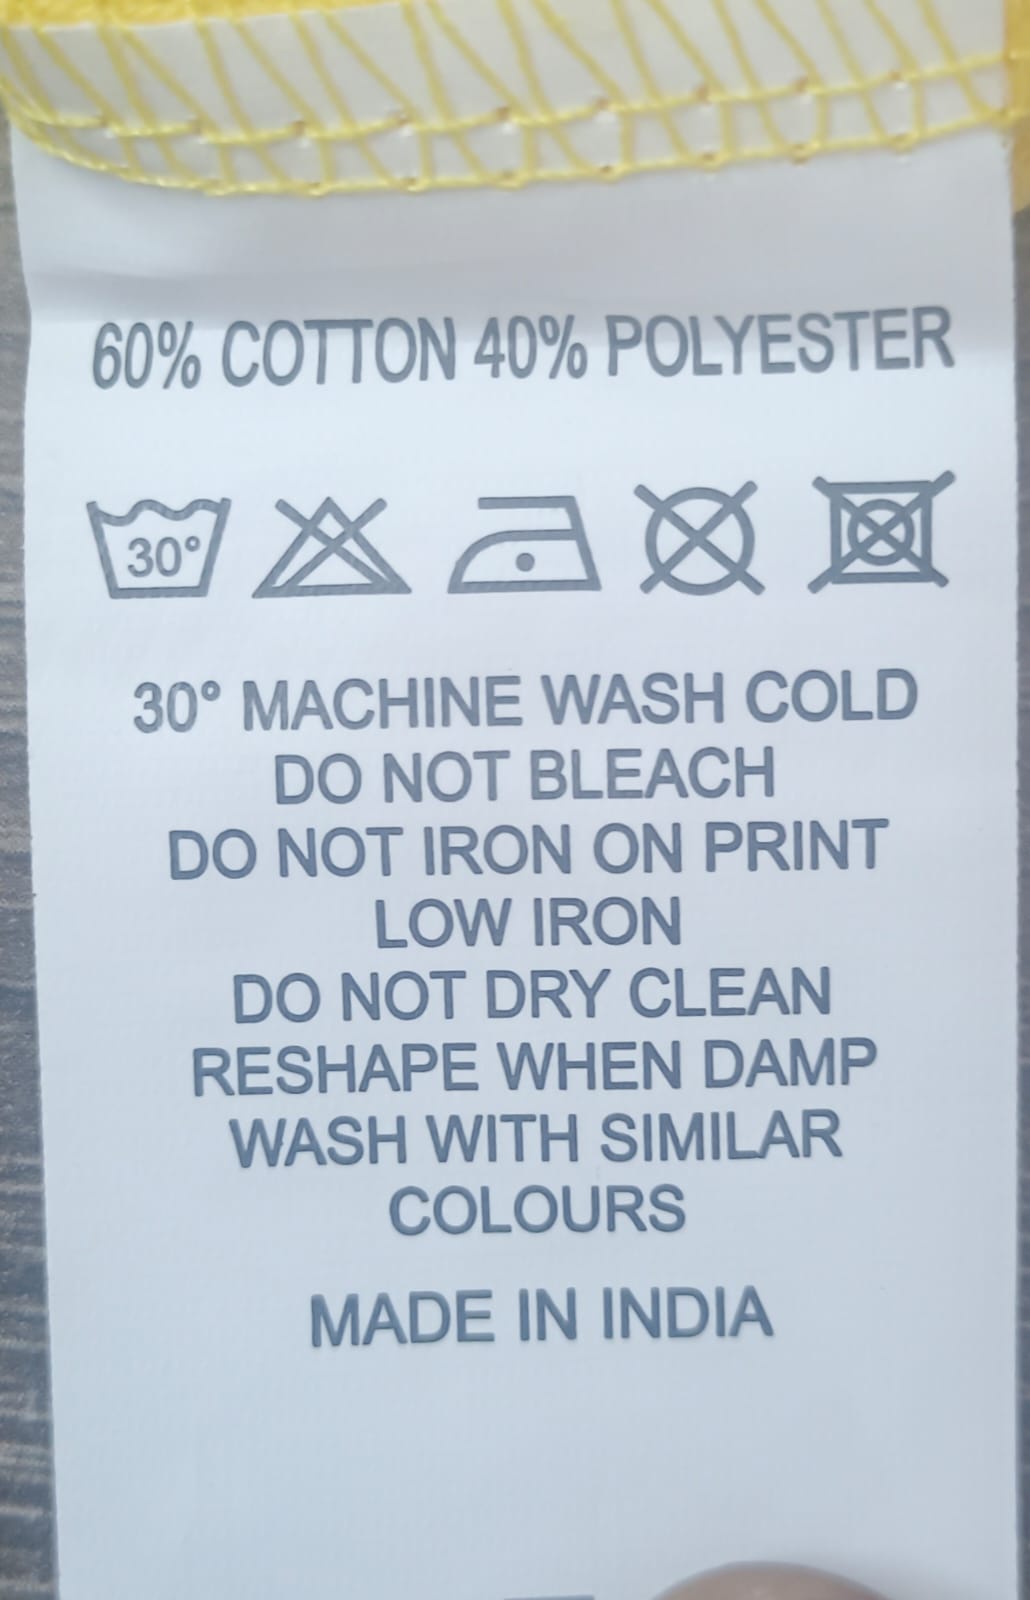 60% COTTON 40% POLYESTER
30°
30° MACHINE WASH COLD
DO NOT BLEACH
DO NOT IRON ON PRINT
LOW IRON
DO NOT DRY CLEAN
RESHAPE WHEN DAMP
WASH WITH SIMILAR
COLOURS
MADE IN INDIA